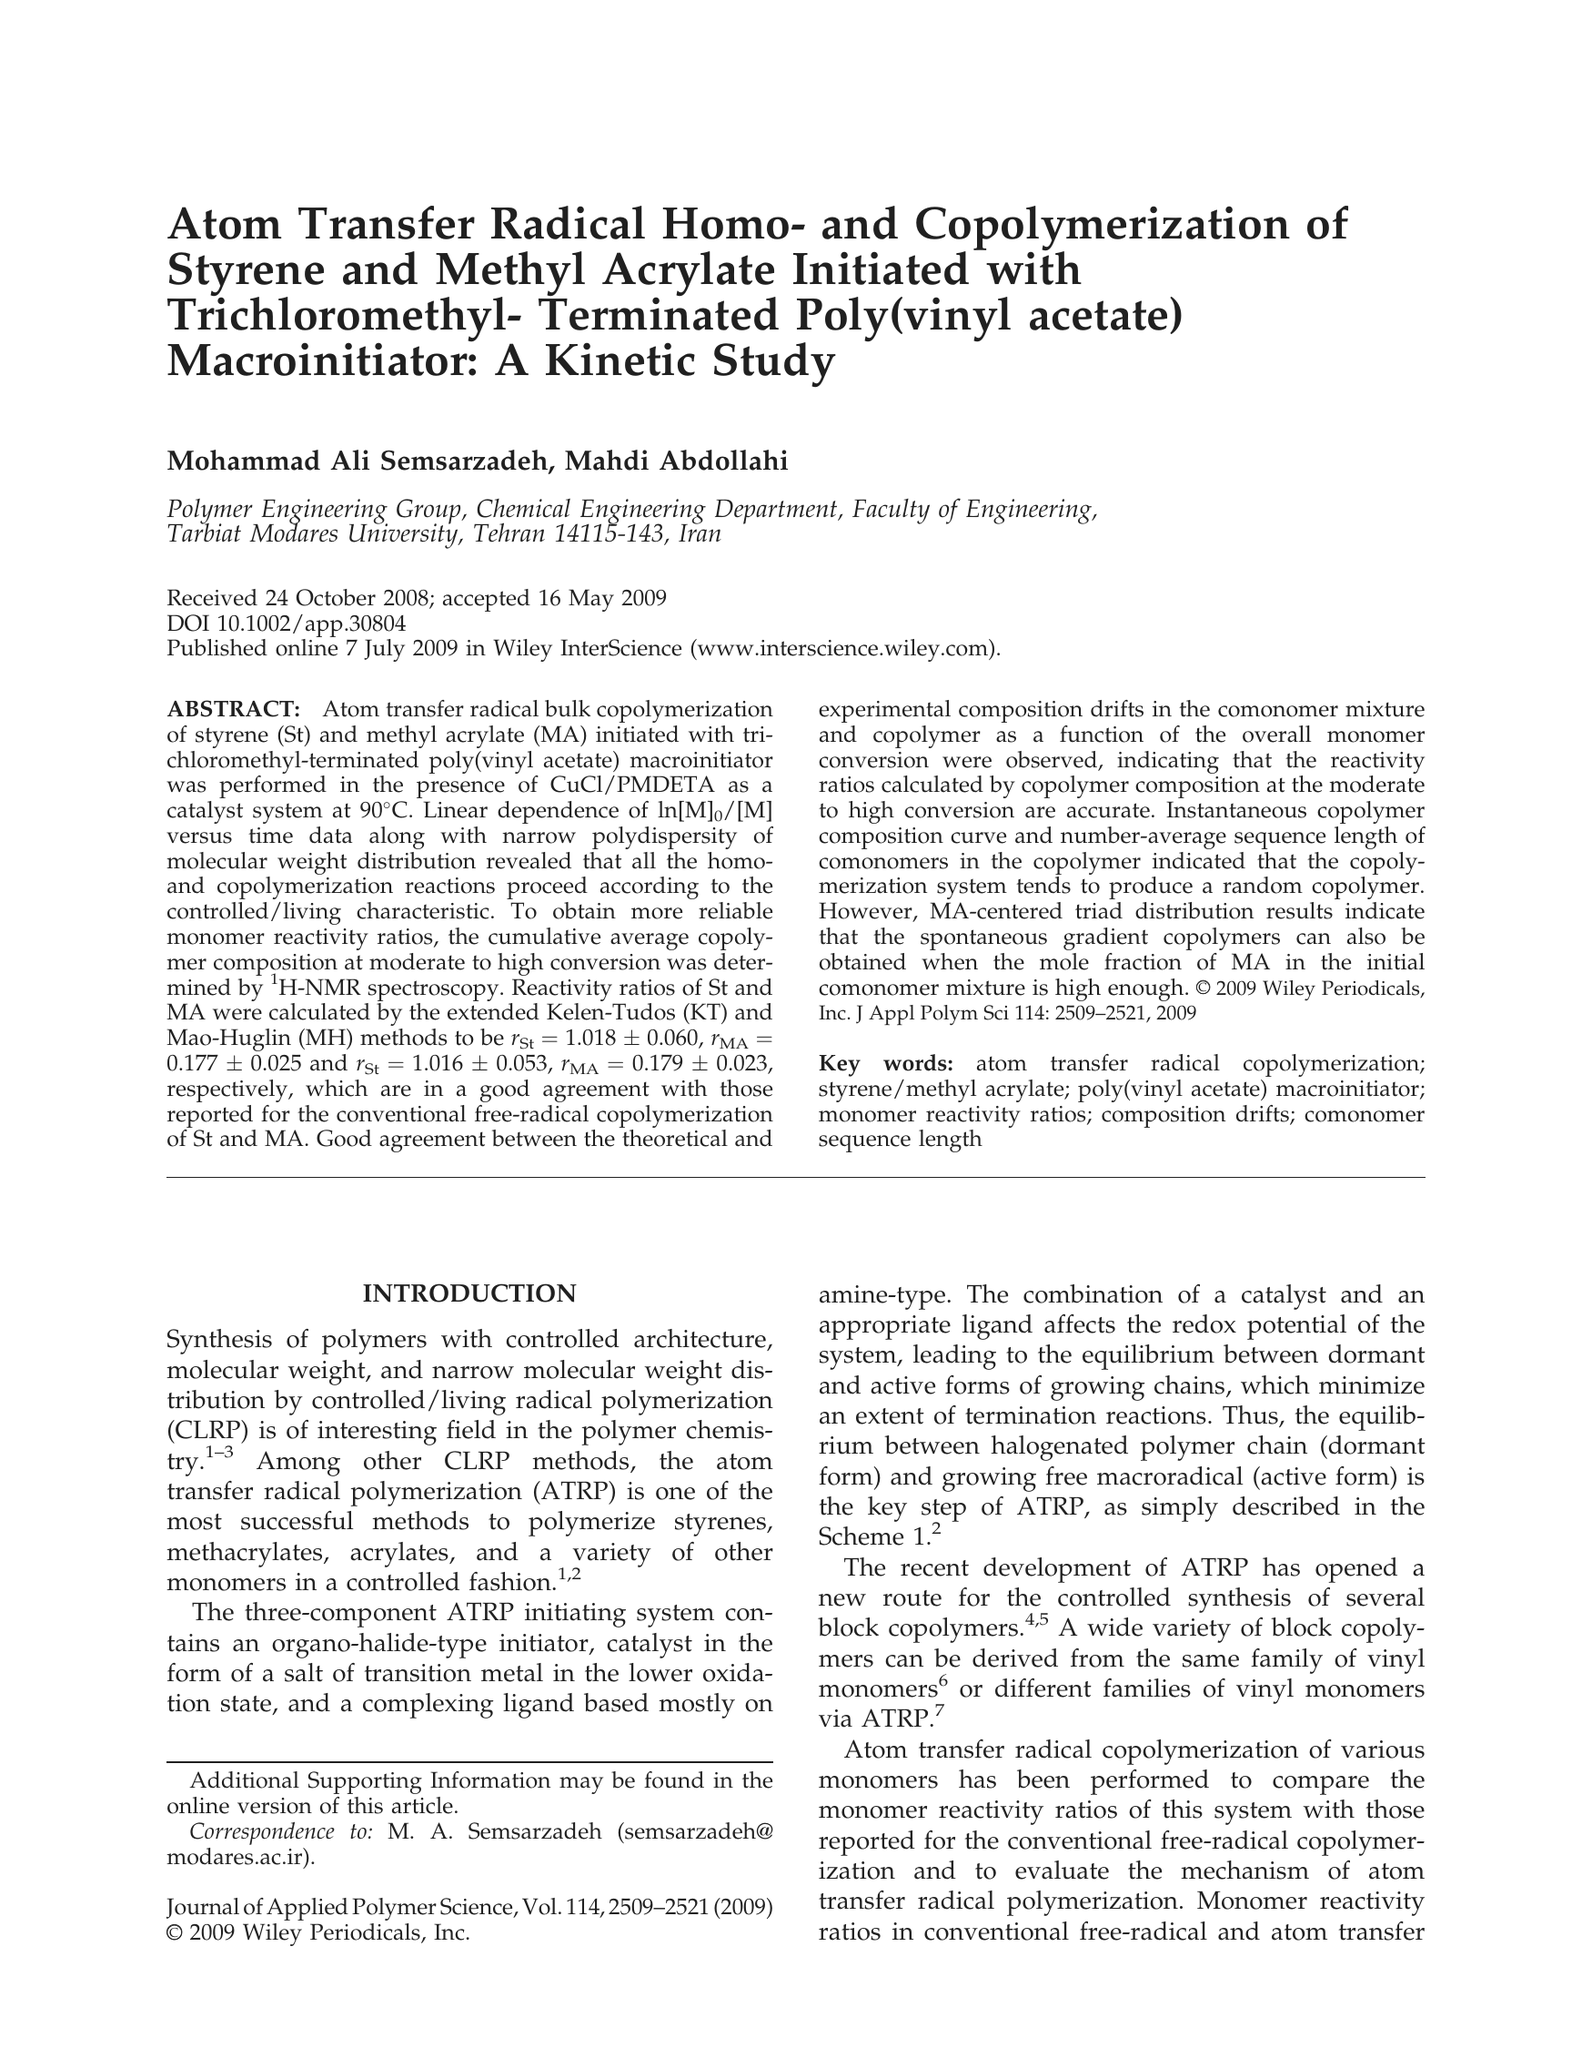 Atom Transfer Radical Homo- and Copolymerization of
Styrene and Methyl Acrylate Initiated with
Trichloromethyl- Terminated Poly(vinyl acetate)
Macroinitiator: A Kinetic Study
Mohammad Ali Semsarzadeh, Mahdi Abdollahi
Polymer Engineering Group, Chemical Engineering Department, Faculty of Engineering,
Tarbiat Modares University, Tehran 14115-143, Iran
Received 24 October 2008; accepted 16 May 2009
DOI 10.1002/app.30804
Published online 7 July 2009 in Wiley InterScience (www.interscience.wiley.com).
ABSTRACT: Atom transfer radical bulk copolymerization
of styrene (St) and methyl acrylate (MA) initiated with tri-
chloromethyl-terminated poly(vinyl acetate) macroinitiator
was performed in the presence of CuCl/PMDETA as a
catalyst system at 90°C. Linear dependence of ln[M]0/[M]
versus time data along with narrow polydispersity of
molecular weight distribution revealed that all the homo-
and copolymerization reactions proceed according to the
controlled/living characteristic. To obtain more reliable
monomer reactivity ratios, the cumulative average copoly-
mer composition at moderate to high conversion was deter-
mined by 1H-NMR spectroscopy. Reactivity ratios of St and
MA were calculated by the extended Kelen-Tudos (KT) and
Mao-Huglin (MH) methods to be rSt = 1.018 ± 0.060, rMA =
0.177 ± 0.025 and rSt = 1.016 ± 0.053, rMA = 0.179 ± 0.023,
respectively, which are in a good agreement with those
reported for the conventional free-radical copolymerization
of St and MA. Good agreement between the theoretical and
experimental composition drifts in the comonomer mixture
and copolymer as a function of the overall monomer
conversion were observed, indicating that the reactivity
ratios calculated by copolymer composition at the moderate
to high conversion are accurate. Instantaneous copolymer
composition curve and number-average sequence length of
comonomers in the copolymer indicated that the copoly-
merization system tends to produce a random copolymer.
However, MA-centered triad distribution results indicate
that the spontaneous gradient copolymers can also be
obtained when the mole fraction of MA in the initial
comonomer mixture is high enough. © 2009 Wiley Periodicals,
Inc. J Appl Polym Sci 114: 2509–2521, 2009
Key words: atom transfer radical copolymerization;
styrene/methyl acrylate; poly(vinyl acetate) macroinitiator;
monomer reactivity ratios; composition drifts; comonomer
sequence length
INTRODUCTION
Synthesis of polymers with controlled architecture,
molecular weight, and narrow molecular weight dis-
tribution by controlled/living radical polymerization
(CLRP) is of interesting field in the polymer chemis-
try.1–3 Among other CLRP methods, the atom
transfer radical polymerization (ATRP) is one of the
most successful methods to polymerize styrenes,
methacrylates, acrylates, and a variety of other
monomers in a controlled fashion.1,2
The three-component ATRP initiating system con-
tains an organo-halide-type initiator, catalyst in the
form of a salt of transition metal in the lower oxida-
tion state, and a complexing ligand based mostly on
Additional Supporting Information may be found in the
online version of this article.
Correspondence to: M. A. Semsarzadeh (semsarzadeh@
modares.ac.ir).
Journal of Applied Polymer Science, Vol. 114, 2509–2521 (2009)
© 2009 Wiley Periodicals, Inc.
amine-type. The combination of a catalyst and an
appropriate ligand affects the redox potential of the
system, leading to the equilibrium between dormant
and active forms of growing chains, which minimize
an extent of termination reactions. Thus, the equilib-
rium between halogenated polymer chain (dormant
form) and growing free macroradical (active form) is
the key step of ATRP, as simply described in the
Scheme 1.2
The recent development of ATRP has opened a
new route for the controlled synthesis of several
block copolymers.4,5 A wide variety of block copoly-
mers can be derived from the same family of vinyl
monomers6 or different families of vinyl monomers
via ATRP.7
Atom transfer radical copolymerization of various
monomers has been performed to compare the
monomer reactivity ratios of this system with those
reported for the conventional free-radical copolymer-
ization and to evaluate the mechanism of atom
transfer radical polymerization. Monomer reactivity
ratios in conventional free-radical and atom transfer